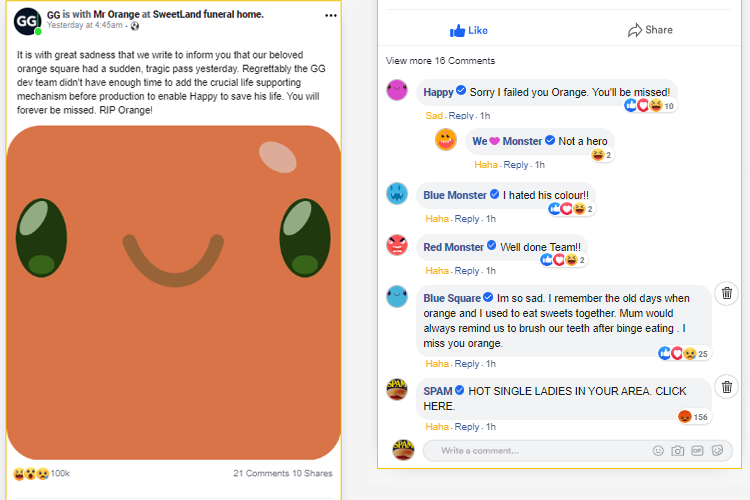 GG
GG is with Mr Orange at SweetLand funeral home.
Yesterday at 4:45am
It is with great sadness that we write to inform you that our beloved
orange square had a sudden, tragic pass yesterday. Regrettably the GG
dev team didn't have enough time to add the crucial life supporting
mechanism before production to enable Happy to save his life. You will
forever be missed. RIP Orange!
100k
21 Comments 10 Shares
Like
Share
View more 16 Comments
Happy Sorry I failed you Orange. You'll be missed!
10
Sad · Reply · 1h
We Monster Not a hero
2
Haha · Reply · 1h
Blue Monster I hated his colour!!
2
Haha · Reply · 1h
Red Monster Well done Team!!
2
Haha · Reply · 1h
Blue Square Im so sad. I remember the old days when
orange and I used to eat sweets together. Mum would
always remind us to brush our teeth after binge eating . I
miss you orange.
25
Haha · Reply · 1h
SPAM
SPAM HOT SINGLE LADIES IN YOUR AREA. CLICK
HERE.
156
Haha · Reply · 1h
SPAM
Write a comment...
GIF